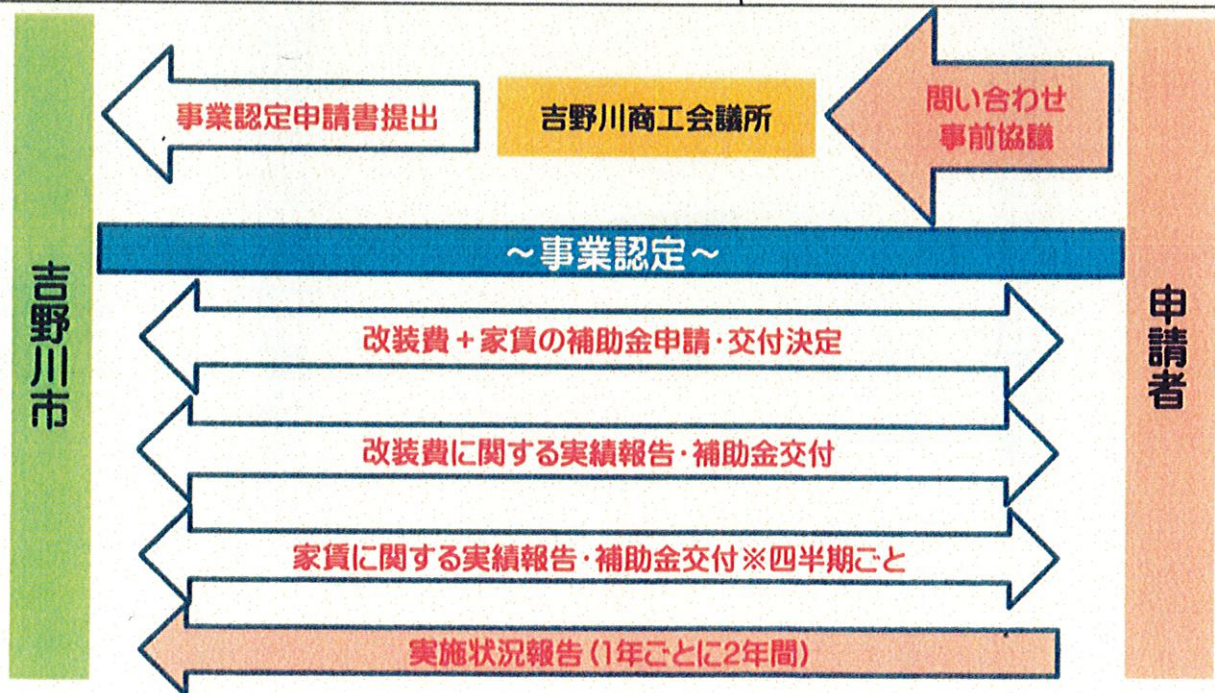 事業認定申請書提出
吉野川商工会議所
問い合わせ
事前協議
~事業認定~
吉野川市
申請者
改装費+家賃の補助金申請・交付決定
改装費に関する実績報告・補助金交付
家賃に関する実績報告・補助金交付※四半期ごと
実施状況報告(1年ごとに2年間)